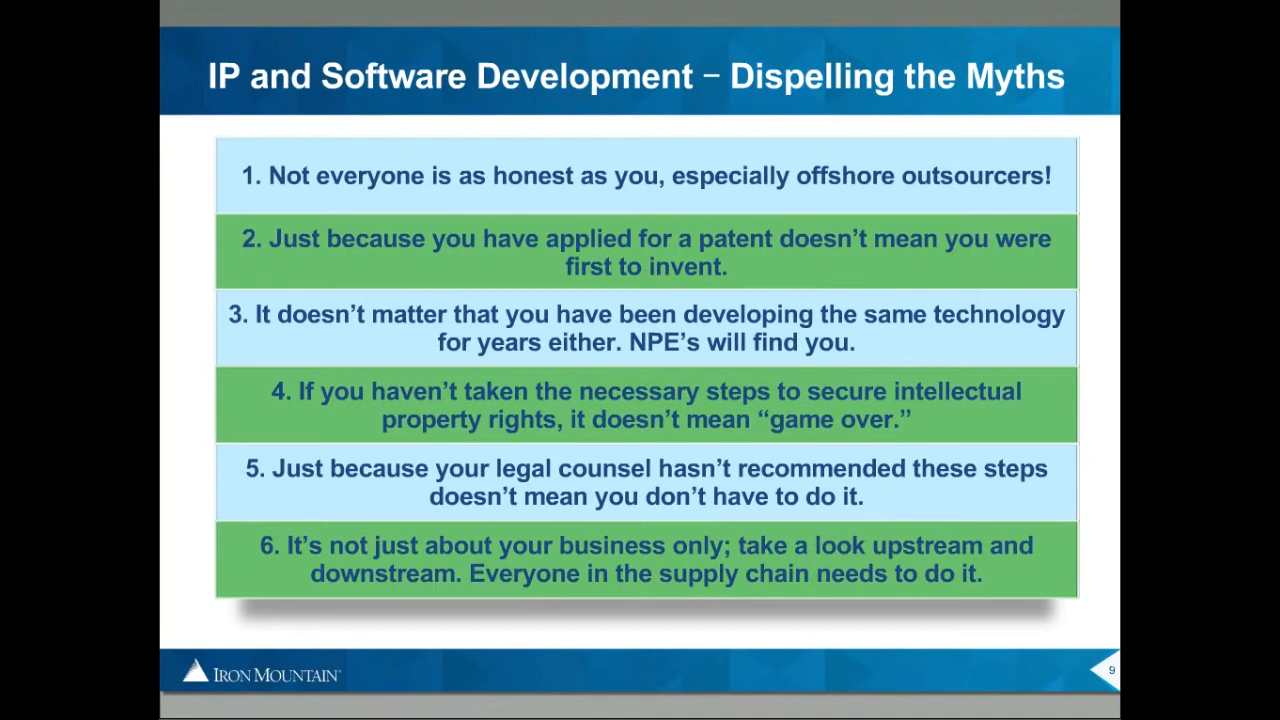 IP and Software Development – Dispelling the Myths
1. Not everyone is as honest as you, especially offshore outsourcers!
2. Just because you have applied for a patent doesn’t mean you were
first to invent.
3. It doesn’t matter that you have been developing the same technology
for years either. NPE’s will find you.
4. If you haven’t taken the necessary steps to secure intellectual
property rights, it doesn’t mean “game over.”
5. Just because your legal counsel hasn’t recommended these steps
doesn’t mean you don’t have to do it.
6. It’s not just about your business only; take a look upstream and
downstream. Everyone in the supply chain needs to do it.
IRON MOUNTAIN
9